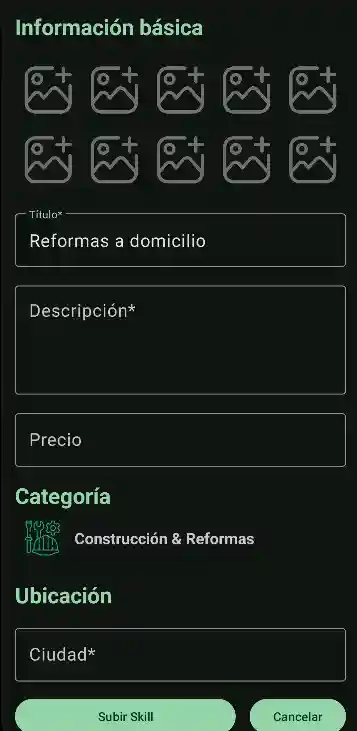 Información básica
Título*
Reformas a domicilio
Descripción*
Precio
Categoría
Construcción & Reformas
Ubicación
Ciudad*
Subir Skill
Cancelar